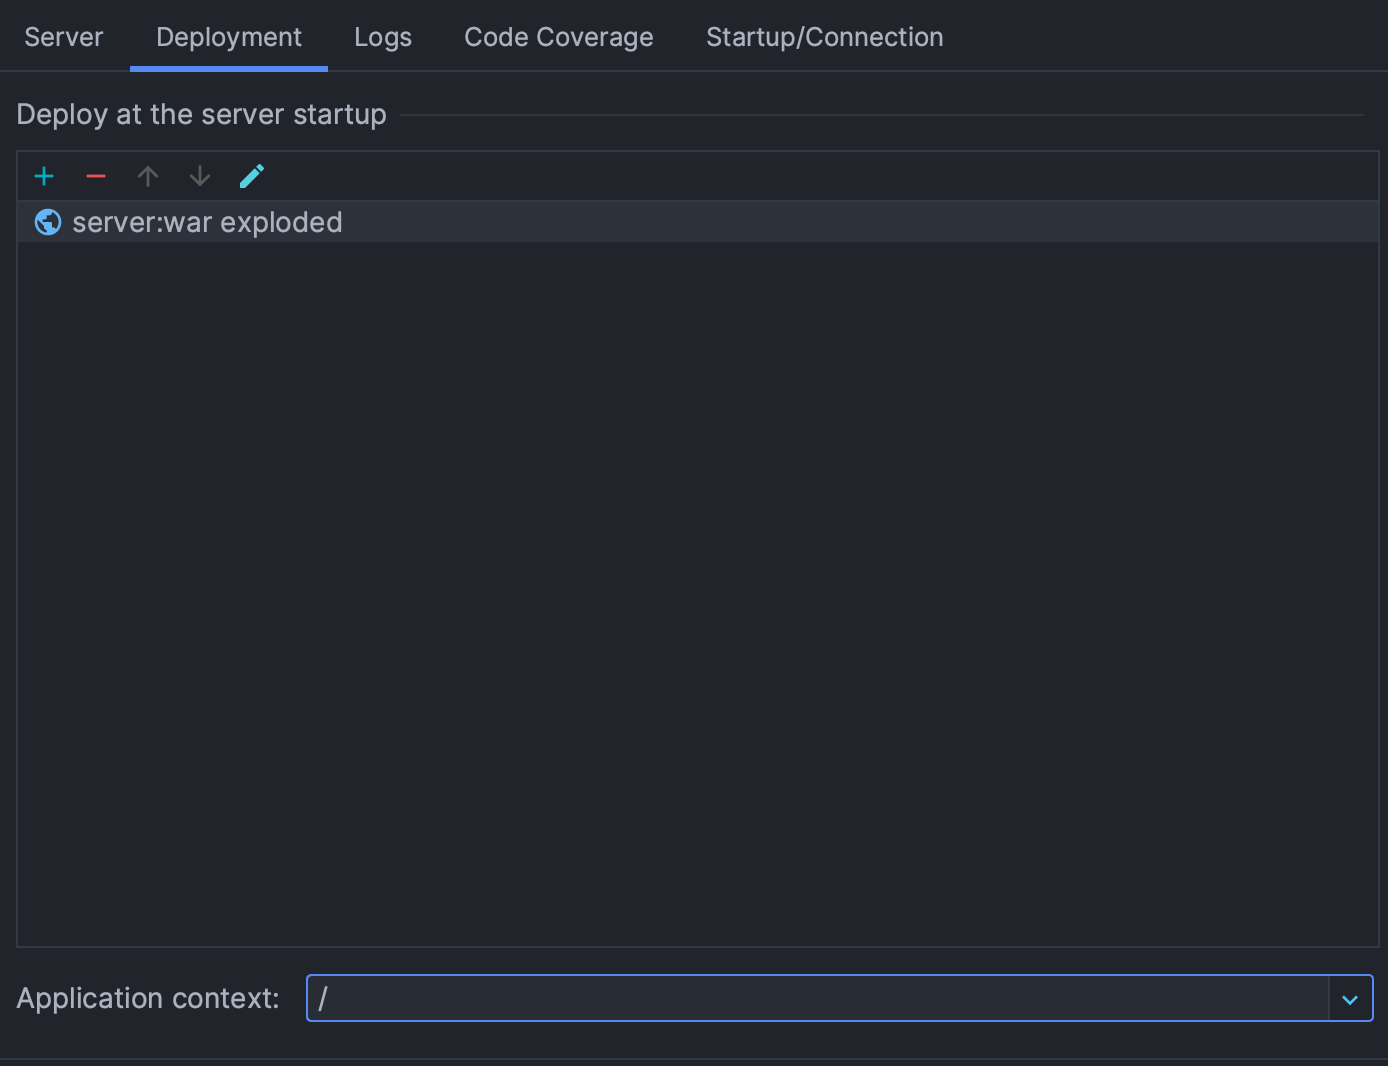 Server Deployment Logs Code Coverage Startup/Connection
Deploy at the server startup
server:war exploded
Application context: /